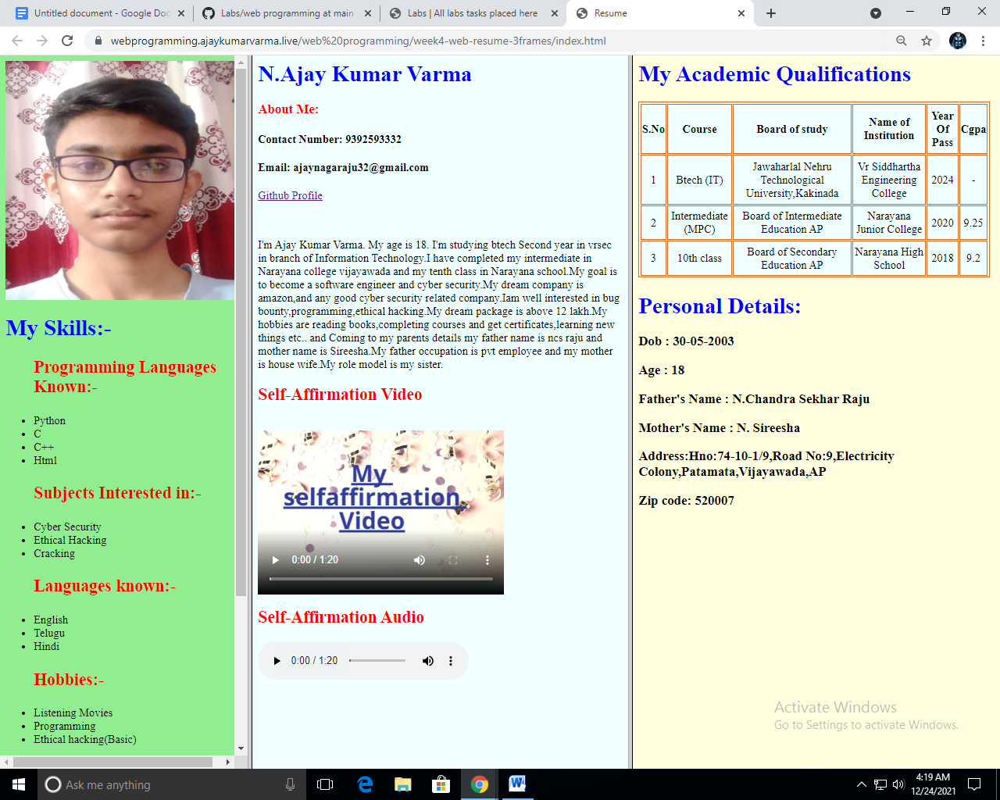 Untitled document - Google Doc
Labs/web programming at main
Labs | All labs tasks placed here
Resume
webprogramming.ajaykumarvarma.live/web%20programming/week4-web-resume-3frames/index.html
My Skills:-
Programming Languages
Known:-
Python
C
C++
Html
Subjects Interested in:-
Cyber Security
Ethical Hacking
Cracking
Languages known:-
English
Telugu
Hindi
Hobbies:-
Listening Movies
Programming
Ethical hacking(Basic)
N.Ajay Kumar Varma
About Me:
Contact Number: 9392593332
Email: ajaynagaraju32@gmail.com
Github Profile
I'm Ajay Kumar Varma. My age is 18. I'm studying btech Second year in vrsec
in branch of Information Technology.I have completed my intermediate in
Narayana college vijayawada and my tenth class in Narayana school.My goal is
to become a software engineer and cyber security.My dream company is
amazon,and any good cyber security related company.Iam well interested in bug
bounty,programming,ethical hacking.My dream package is above 12 lakh.My
hobbies are reading books,completing courses and get certificates,learning new
things etc.. and Coming to my parents details my father name is ncs raju and
mother name is Sireesha.My father occupation is pvt employee and my mother
is house wife.My role model is my sister.
Self-Affirmation Video
My
selfaffirmation
Video
0:00 / 1:20
Self-Affirmation Audio
0:00 / 1:20
My Academic Qualifications
S.No Course Board of study Name of Institution Year Of Pass Cgpa
1 Btech (IT) Jawaharlal Nehru Technological University,Kakinada Vr Siddhartha Engineering College 2024 -
2 Intermediate (MPC) Board of Intermediate Education AP Narayana Junior College 2020 9.25
3 10th class Board of Secondary Education AP Narayana High School 2018 9.2
Personal Details:
Dob : 30-05-2003
Age : 18
Father's Name : N.Chandra Sekhar Raju
Mother's Name : N. Sireesha
Address:Hno:74-10-1/9,Road No:9,Electricity
Colony,Patamata,Vijayawada,AP
Zip code: 520007
Activate Windows
Go to Settings to activate Windows.
Ask me anything
4:19 AM
12/24/2021